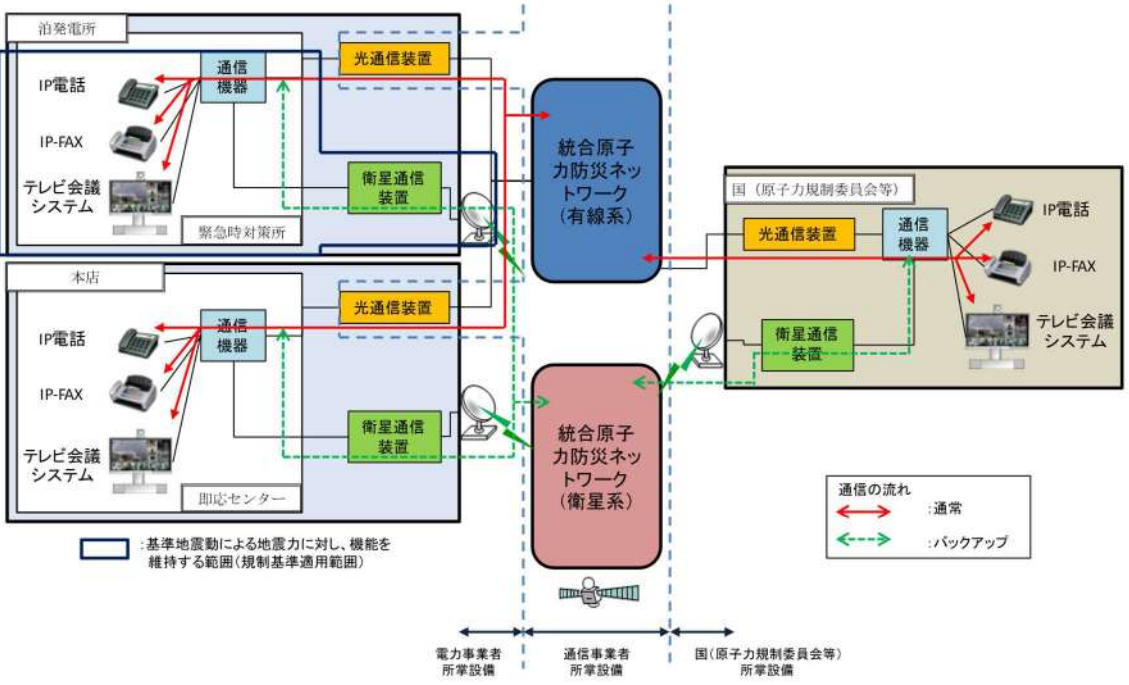 泊発電所
光通信装置
通信
機器
IP電話
IP-FAX
テレビ会議
システム
衛星通信
装置
緊急時対策所
本店
光通信装置
通信
機器
IP電話
IP-FAX
テレビ会議
システム
衛星通信
装置
即応センター
統合原子
力防災ネッ
トワーク
(有線系)
統合原子
力防災ネッ
トワーク
(衛星系)
国(原子力規制委員会等)
光通信装置
通信
機器
IP電話
IP-FAX
テレビ会議
システム
衛星通信
装置
通信の流れ
:通常
:バックアップ
:基準地震動による地震力に対し、機能を
維持する範囲(規制基準適用範囲)
電力事業者
所掌設備
通信事業者
所掌設備
国(原子力規制委員会等)
所掌設備